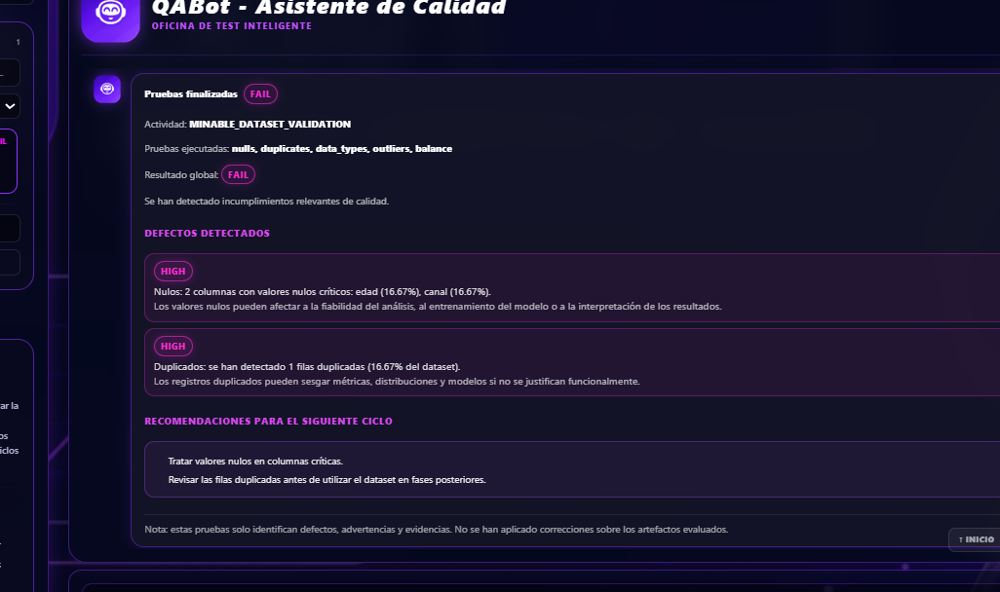 QABot - Asistente de Calidad
OFICINA DE TEST INTELIGENTE
1
Pruebas finalizadas FAIL
Actividad: MINABLE_DATASET_VALIDATION
Pruebas ejecutadas: nulls, duplicates, data_types, outliers, balance
Resultado global: FAIL
Se han detectado incumplimientos relevantes de calidad.
DEFECTOS DETECTADOS
HIGH
Nulos: 2 columnas con valores nulos críticos: edad (16.67%), canal (16.67%).
Los valores nulos pueden afectar a la fiabilidad del análisis, al entrenamiento del modelo o a la interpretación de los resultados.
HIGH
Duplicados: se han detectado 1 filas duplicadas (16.67% del dataset).
Los registros duplicados pueden sesgar métricas, distribuciones y modelos si no se justifican funcionalmente.
RECOMENDACIONES PARA EL SIGUIENTE CICLO
Tratar valores nulos en columnas críticas.
Revisar las filas duplicadas antes de utilizar el dataset en fases posteriores.
Nota: estas pruebas solo identifican defectos, advertencias y evidencias. No se han aplicado correcciones sobre los artefactos evaluados.
↑ INICIO